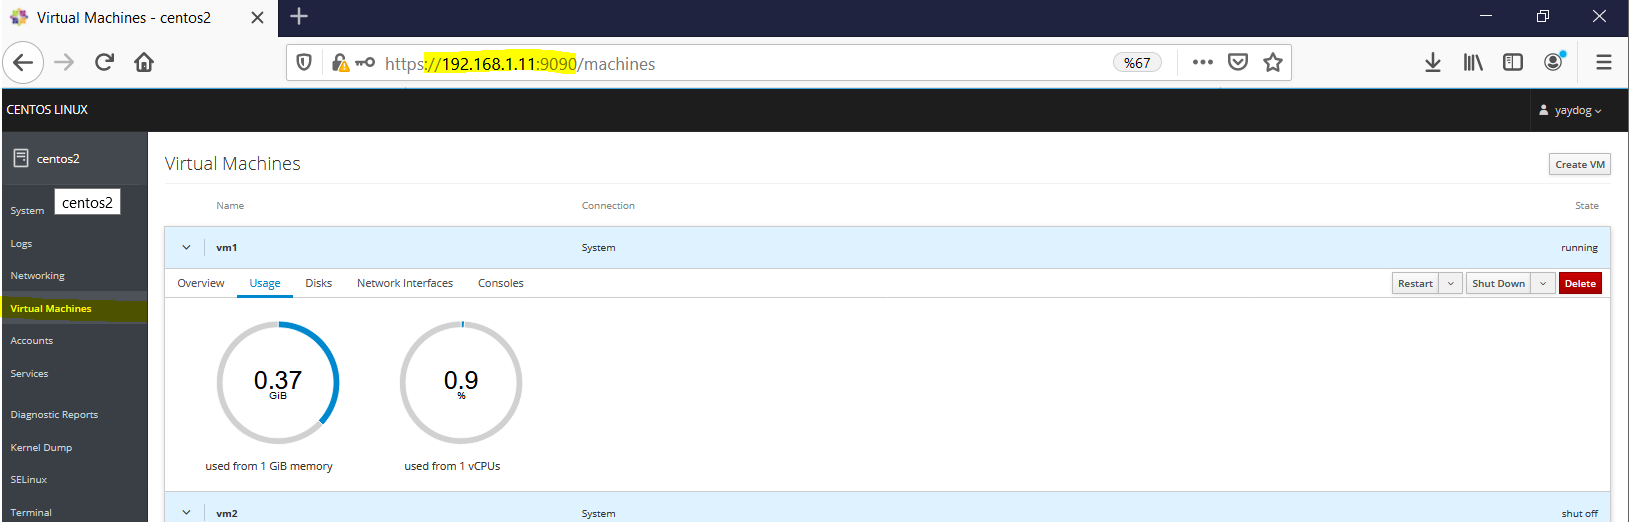 Virtual Machines - centos2
https://192.168.1.11:9090/machines
%67
CENTOS LINUX
yaydog
centos2
centos2
Virtual Machines
Create VM
System
Logs
Networking
Virtual Machines
Accounts
Services
Diagnostic Reports
Kernel Dump
SELinux
Terminal
Name Connection State
vm1 System running
Overview Usage Disks Network Interfaces Consoles
Restart Shut Down Delete
0.37
GiB
used from 1 GiB memory
0.9
%
used from 1 vCPUs
vm2 System shut off